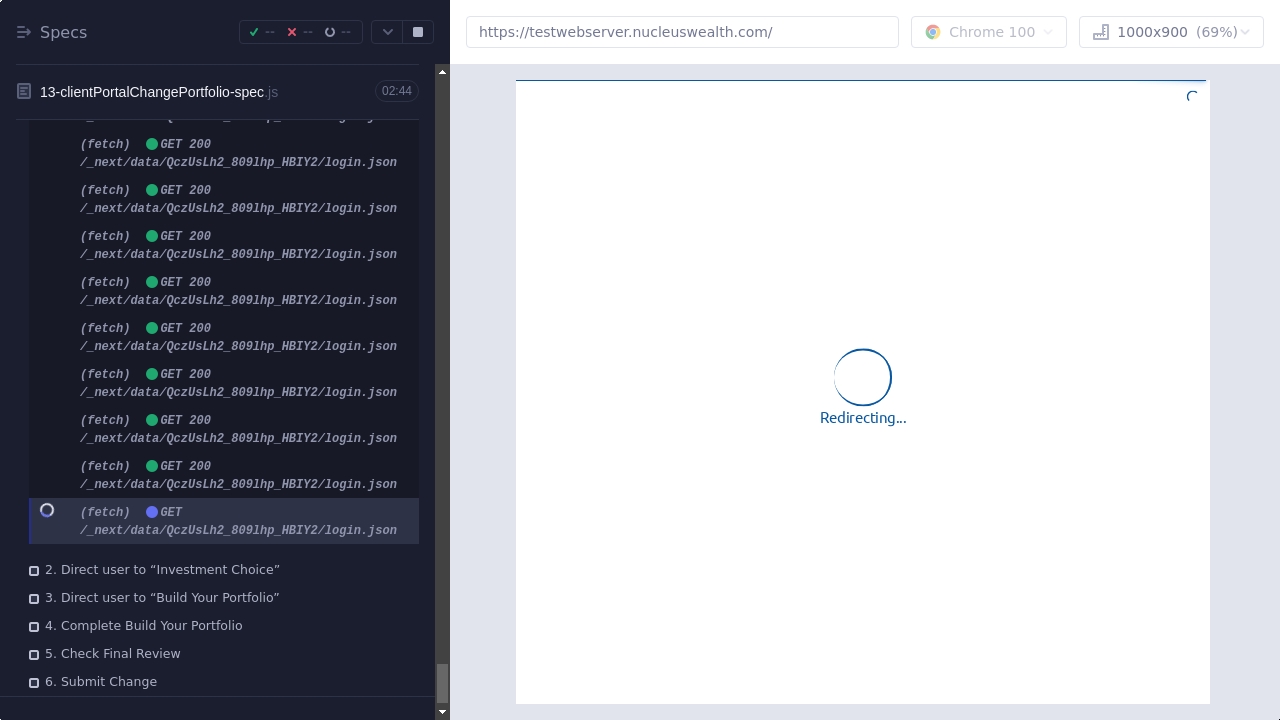 Specs
-- -- --
https://testwebserver.nucleuswealth.com/
Chrome 100
1000x900 (69%)
13-clientPortalChangePortfolio-spec.js
02:44
/_next/data/QczUsLh2_809lhp_HBIY2/login.json
(fetch) GET 200
/_next/data/QczUsLh2_809lhp_HBIY2/login.json
(fetch) GET 200
/_next/data/QczUsLh2_809lhp_HBIY2/login.json
(fetch) GET 200
/_next/data/QczUsLh2_809lhp_HBIY2/login.json
(fetch) GET 200
/_next/data/QczUsLh2_809lhp_HBIY2/login.json
(fetch) GET 200
/_next/data/QczUsLh2_809lhp_HBIY2/login.json
(fetch) GET 200
/_next/data/QczUsLh2_809lhp_HBIY2/login.json
(fetch) GET 200
/_next/data/QczUsLh2_809lhp_HBIY2/login.json
(fetch) GET 200
/_next/data/QczUsLh2_809lhp_HBIY2/login.json
(fetch) GET
/_next/data/QczUsLh2_809lhp_HBIY2/login.json
2. Direct user to “Investment Choice”
3. Direct user to “Build Your Portfolio”
4. Complete Build Your Portfolio
5. Check Final Review
6. Submit Change
Redirecting...